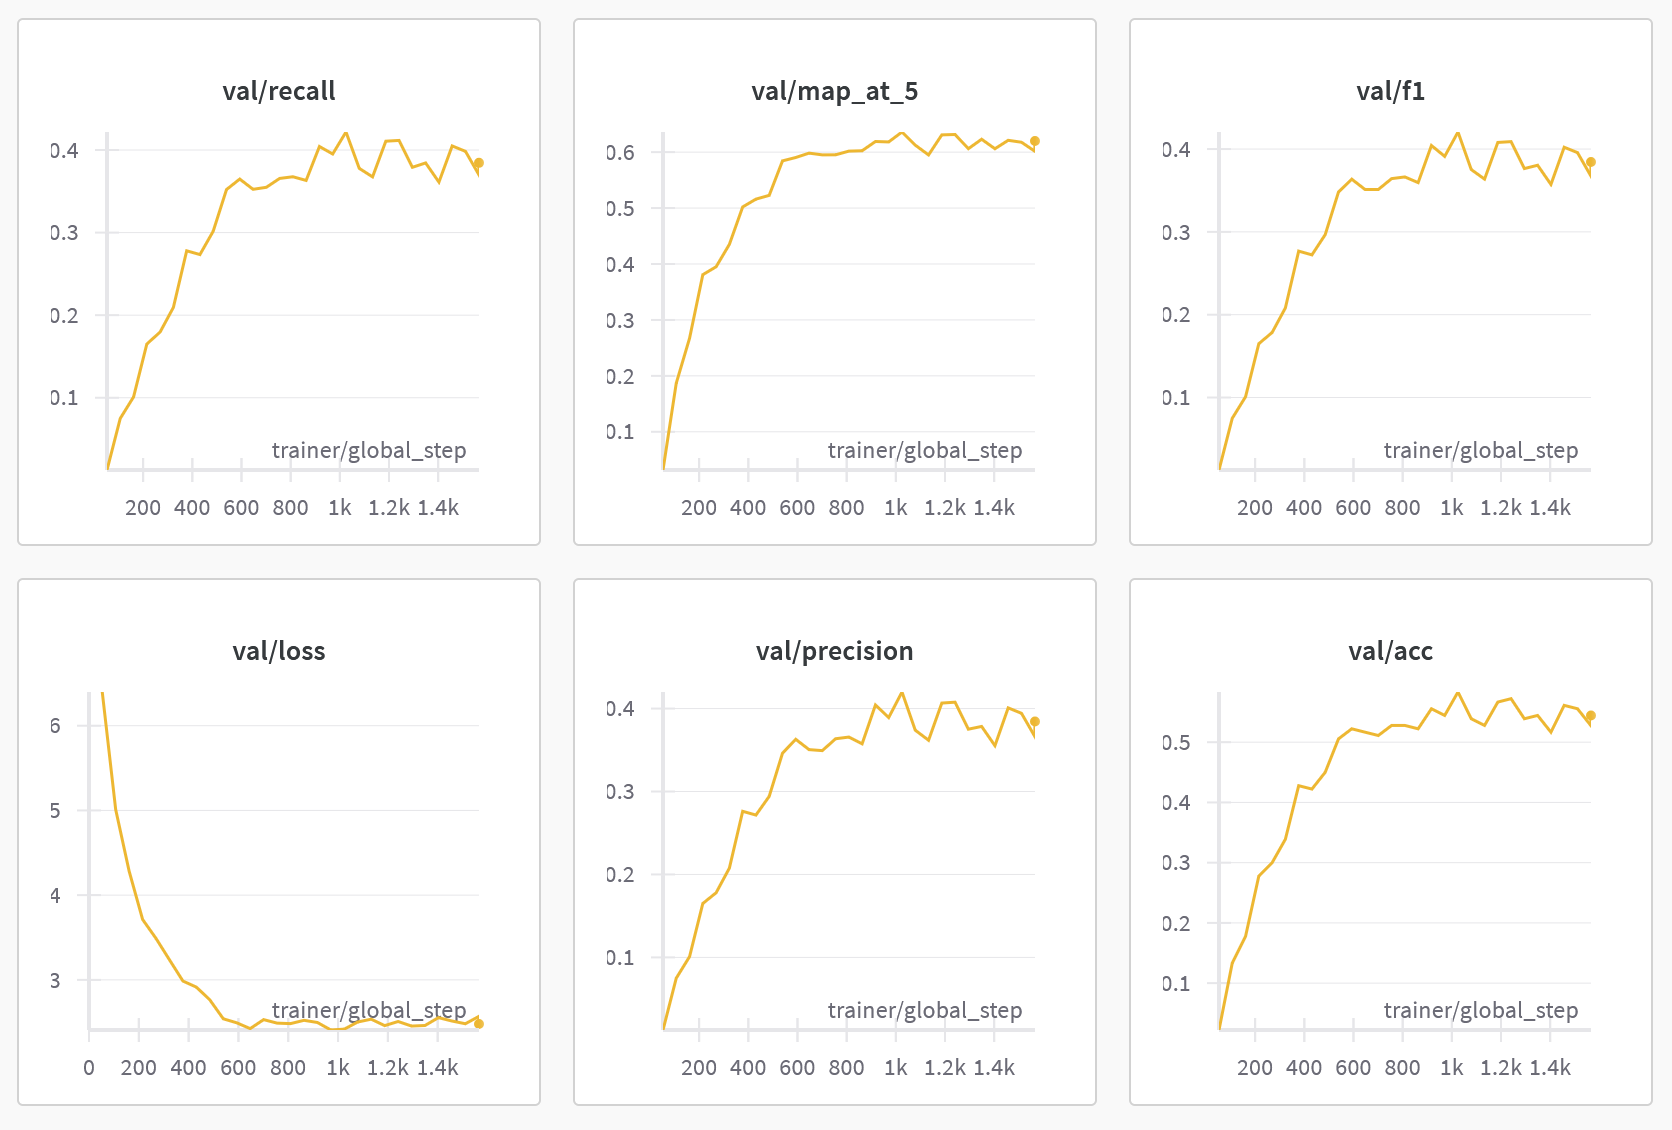 val/recall
0.4
0.3
0.2
0.1
trainer/global_step
200 400 600 800 1k 1.2k 1.4k
val/map_at_5
0.6
0.5
0.4
0.3
0.2
0.1
trainer/global_step
200 400 600 800 1k 1.2k 1.4k
val/f1
0.4
0.3
0.2
0.1
trainer/global_step
200 400 600 800 1k 1.2k 1.4k
val/loss
6
5
4
3
trainer/global_step
0 200 400 600 800 1k 1.2k 1.4k
val/precision
0.4
0.3
0.2
0.1
trainer/global_step
200 400 600 800 1k 1.2k 1.4k
val/acc
0.5
0.4
0.3
0.2
0.1
trainer/global_step
200 400 600 800 1k 1.2k 1.4k